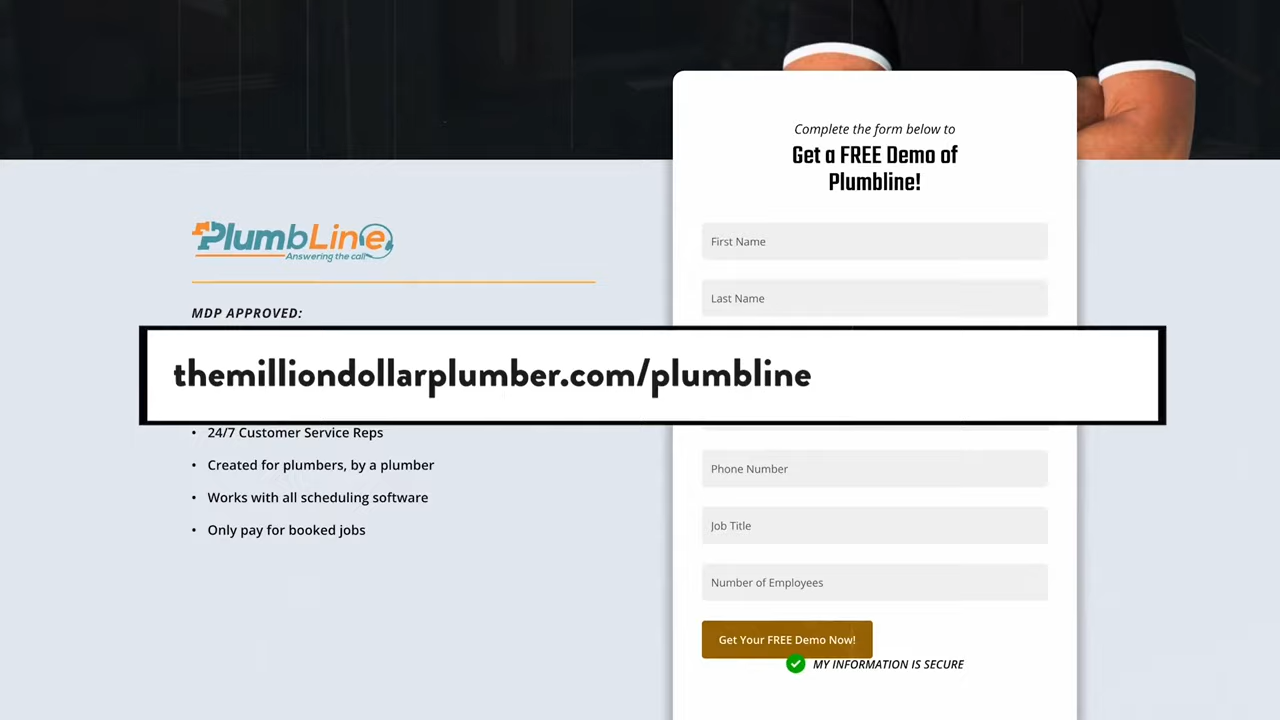 Complete the form below to
Get a FREE Demo of
Plumbline!
First Name
Last Name
PlumbLine
Answering the call
MDP APPROVED:
themilliondollarplumber.com/plumbline
• 24/7 Customer Service Reps
• Created for plumbers, by a plumber
• Works with all scheduling software
• Only pay for booked jobs
Phone Number
Job Title
Number of Employees
Get Your FREE Demo Now!
MY INFORMATION IS SECURE